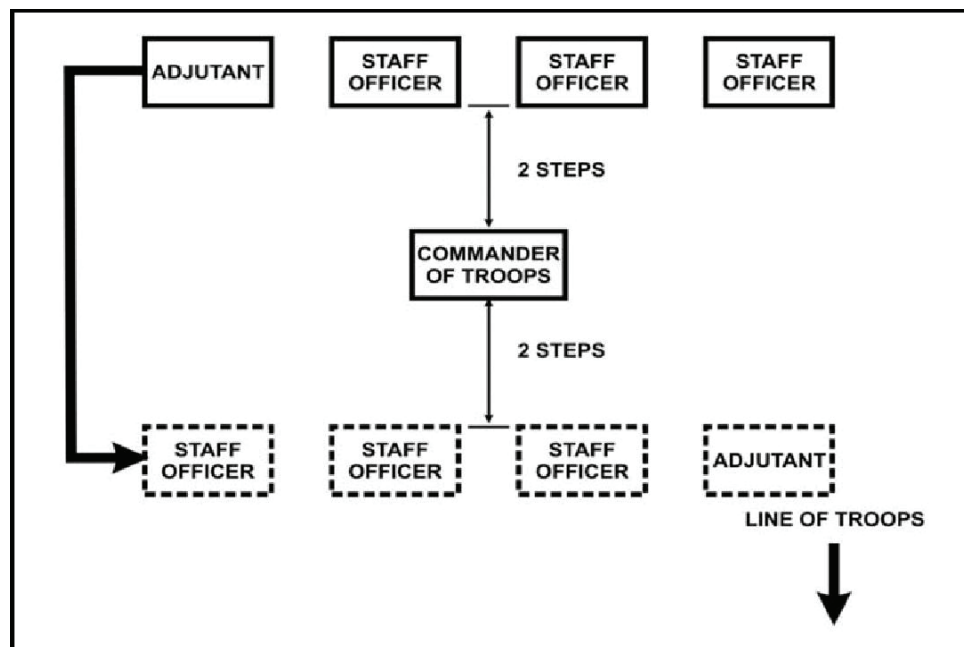 ADJUTANT
STAFF
OFFICER
STAFF
OFFICER
STAFF
OFFICER
2 STEPS
COMMANDER
OF TROOPS
2 STEPS
STAFF
OFFICER
STAFF
OFFICER
STAFF
OFFICER
ADJUTANT
LINE OF TROOPS